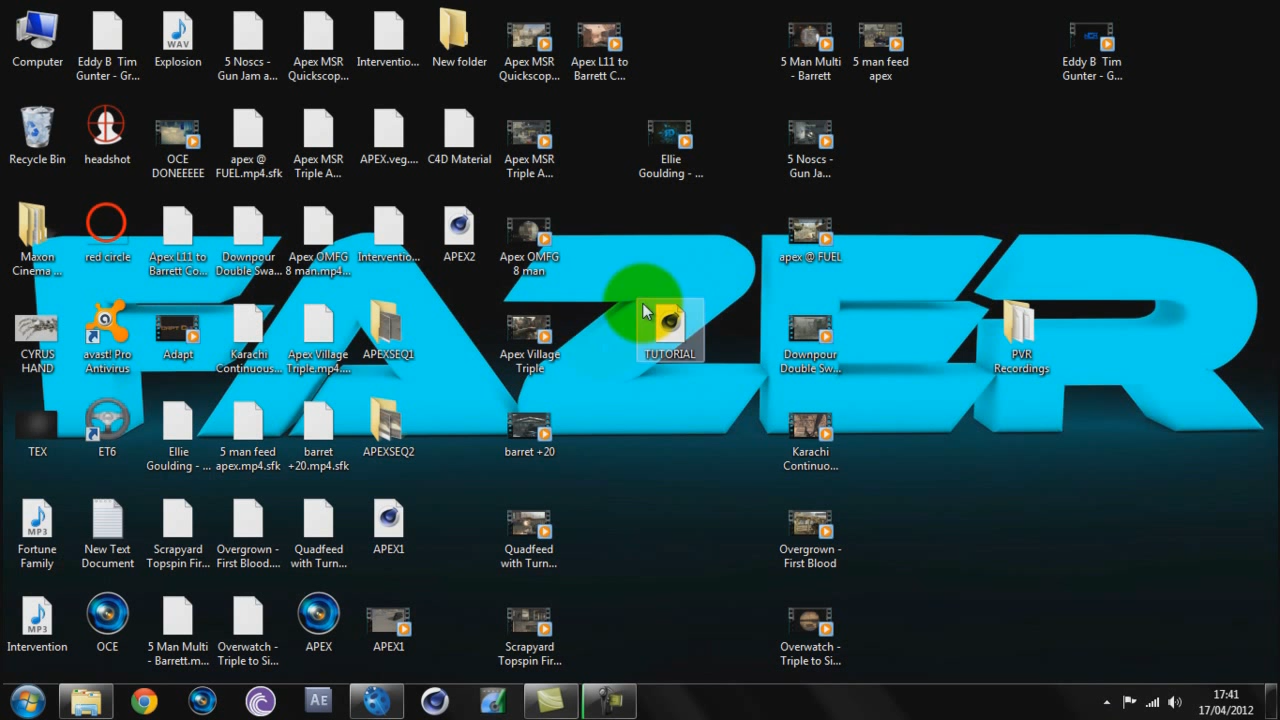 Computer
Eddy B Tim
Gunter - Gr...
WAV
Explosion
5 Noscs -
Gun Jam a...
Apex MSR
Quickscop...
Interventio...
New folder
Apex MSR
Quickscop...
Apex L11 to
Barrett C...
5 Man Multi
- Barrett
5 man feed
apex
Eddy B Tim
Gunter - G...
Recycle Bin
headshot
OCE
DONEEEEE
apex @
FUEL.mp4.sfk
Apex MSR
Triple A...
APEX.veg....
C4D Material
Apex MSR
Triple A...
Ellie
Goulding - ...
5 Noscs -
Gun Ja...
Maxon
Cinema ...
red circle
Apex L11 to
Barrett Co...
Downpour
Double Swa...
Apex OMFG
8 man.mp4...
Interventio...
APEX2
Apex OMFG
8 man
apex @ FUEL
FAZER
CYRUS
HAND
avast! Pro
Antivirus
Adapt
Karachi
Continuous...
Apex Village
Triple.mp4....
APEXSEQ1
Apex Village
Triple
TUTORIAL
Downpour
Double Sw...
PVR
Recordings
TEX
ET6
Ellie
Goulding - ...
5 man feed
apex.mp4.sfk
barret
+20.mp4.sfk
APEXSEQ2
barret +20
Karachi
Continuo...
MP3
Fortune
Family
New Text
Document
Scrapyard
Topspin Fir...
Overgrown -
First Blood....
Quadfeed
with Turn...
APEX1
Quadfeed
with Turn...
Overgrown -
First Blood
MP3
Intervention
OCE
5 Man Multi
- Barrett.m...
Overwatch -
Triple to Si...
APEX
APEX1
Scrapyard
Topspin Fir...
Overwatch -
Triple to Si...
AE
17:41
17/04/2012